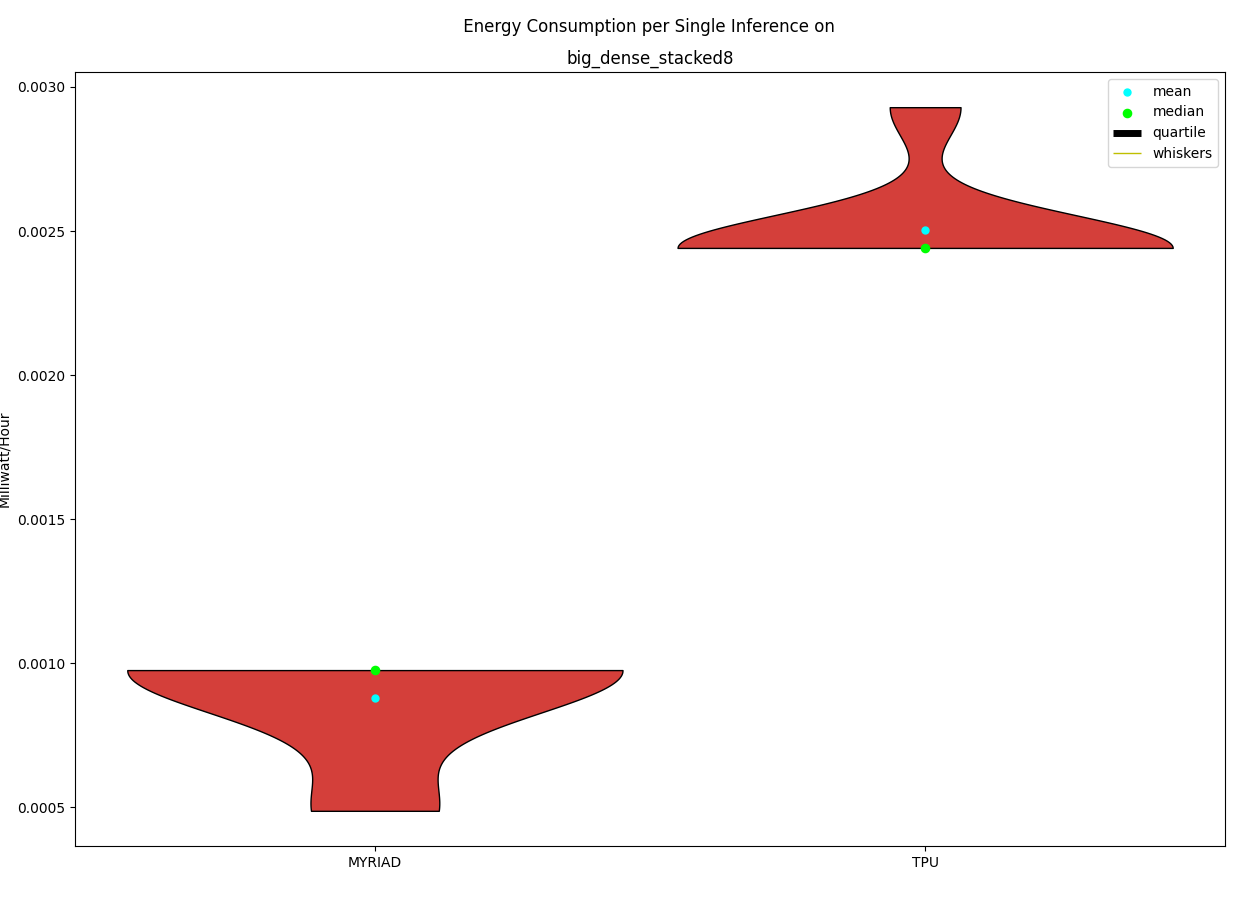 Energy Consumption per Single Inference on
big_dense_stacked8
0.0030
0.0025
0.0020
0.0015
0.0010
0.0005
Milliwatt/Hour
mean
median
quartile
whiskers
MYRIAD
TPU